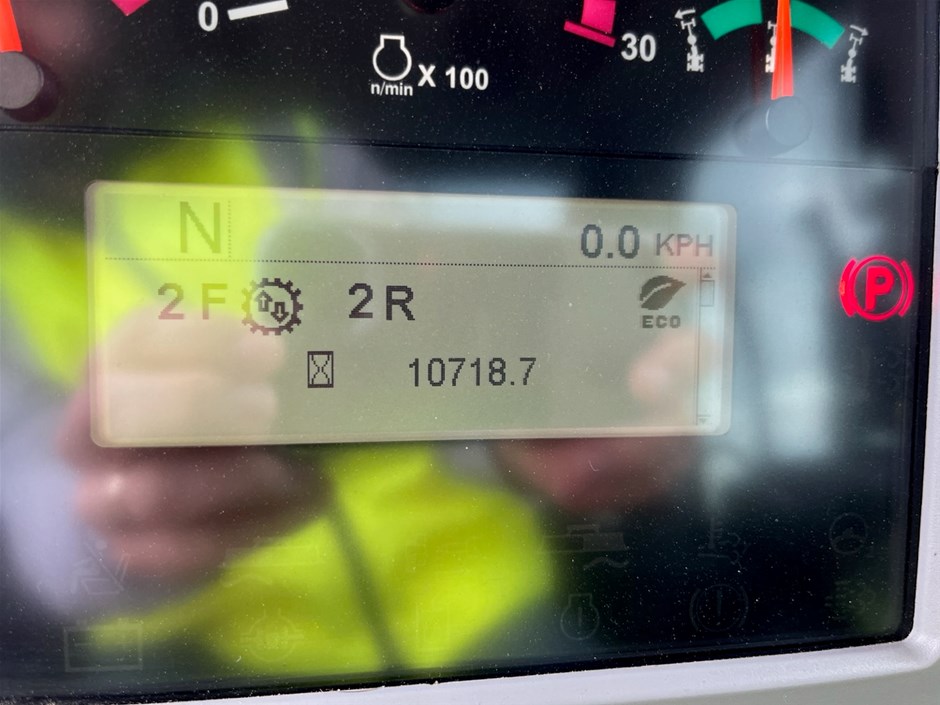 0
30
n/min X 100
N
0.0 KPH
2 F 2 R
ECO
10718.7
P